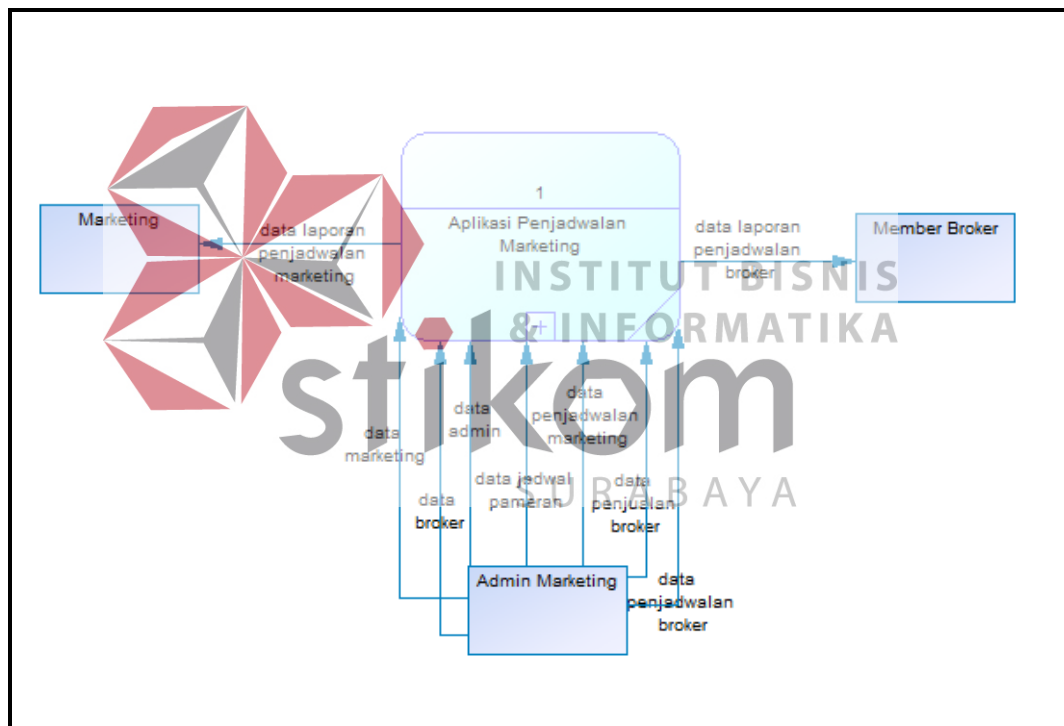 1
Aplikasi Penjadwalan
Marketing
Marketing
data laporan
penjadwalan
marketing
data laporan
penjadwalan
broker
Member Broker
INSTITUT BISNIS
& INFORMATIKA
stikom
SURABAYA
data
marketing
data
broker
data
admin
data jadwal
pameran
data
penjadwalan
marketing
data
penjualan
broker
data
penjadwalan
broker
Admin Marketing